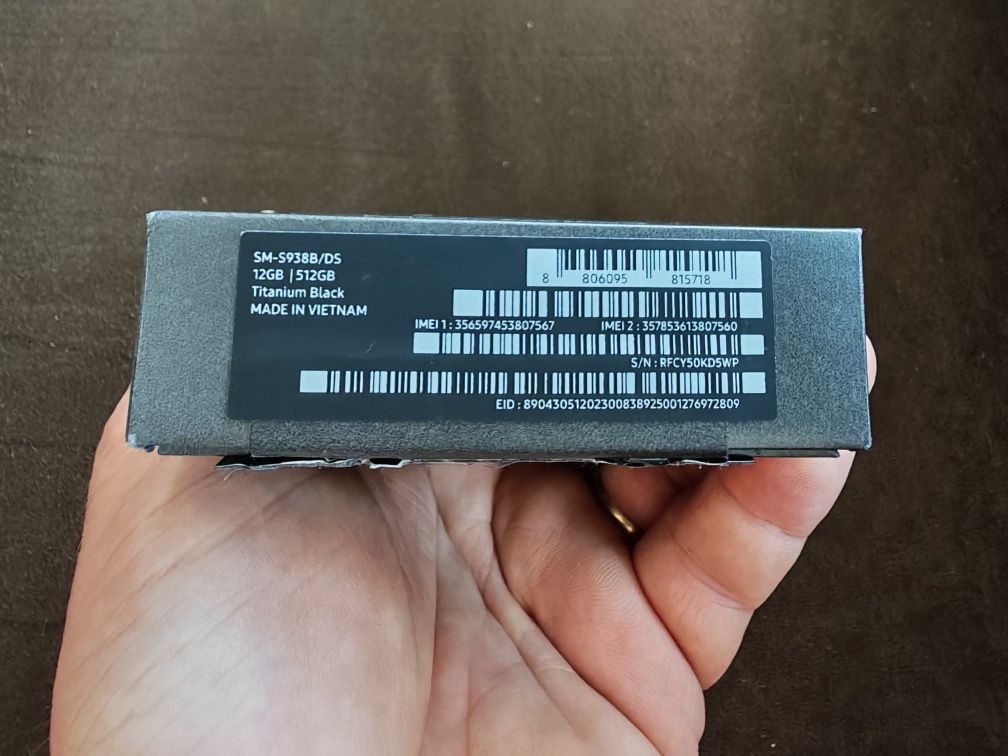 SM-S938B/DS
12GB | 512GB
Titanium Black
MADE IN VIETNAM
8 806095 815718
IMEI 1 : 356597453807567 IMEI 2 : 357853613807560
S/N : RFCY50KD5WP
EID : 89043051202300838925001276972809